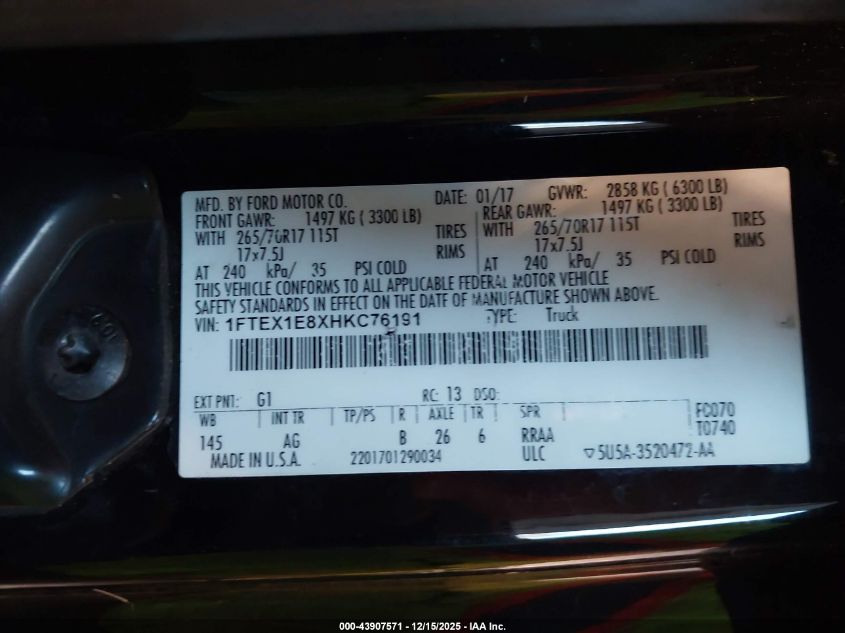 MFD. BY FORD MOTOR CO. DATE: 01/17 GVWR: 2858 KG ( 6300 LB)
FRONT GAWR: 1497 KG ( 3300 LB) REAR GAWR: 1497 KG ( 3300 LB)
WITH 265/70R17 115T TIRES WITH 265/70R17 115T TIRES
17x7.5J RIMS 17x7.5J RIMS
AT 240 kPa/ 35 PSI COLD AT 240 kPa/ 35 PSI COLD
THIS VEHICLE CONFORMS TO ALL APPLICABLE FEDERAL MOTOR VEHICLE
SAFETY STANDARDS IN EFFECT ON THE DATE OF MANUFACTURE SHOWN ABOVE.
VIN: 1FTEX1E8XHKC76191 TYPE: Truck
EXT PNT: G1 RC: 13 DSO:
WB INT TR TP/PS R AXLE TR SPR FC070
145 AG B 26 6 RRAA T0740
MADE IN U.S.A. 2201701290034 ULC ▽5U5A-3520472-AA
000-43907571 - 12/15/2025 - IAA Inc.